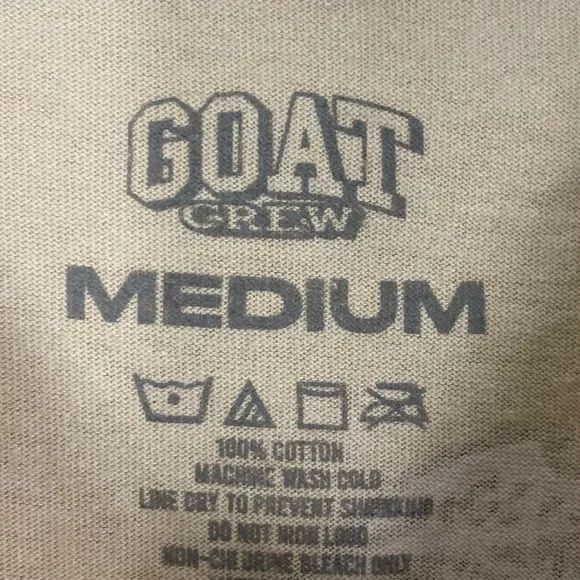 GOAT
CREW
MEDIUM
100% COTTON
MACHINE WASH COLD
LINE DRY TO PREVENT SHRINKING
DO NOT IRON LOGO
NON-CHLORINE BLEACH ONLY